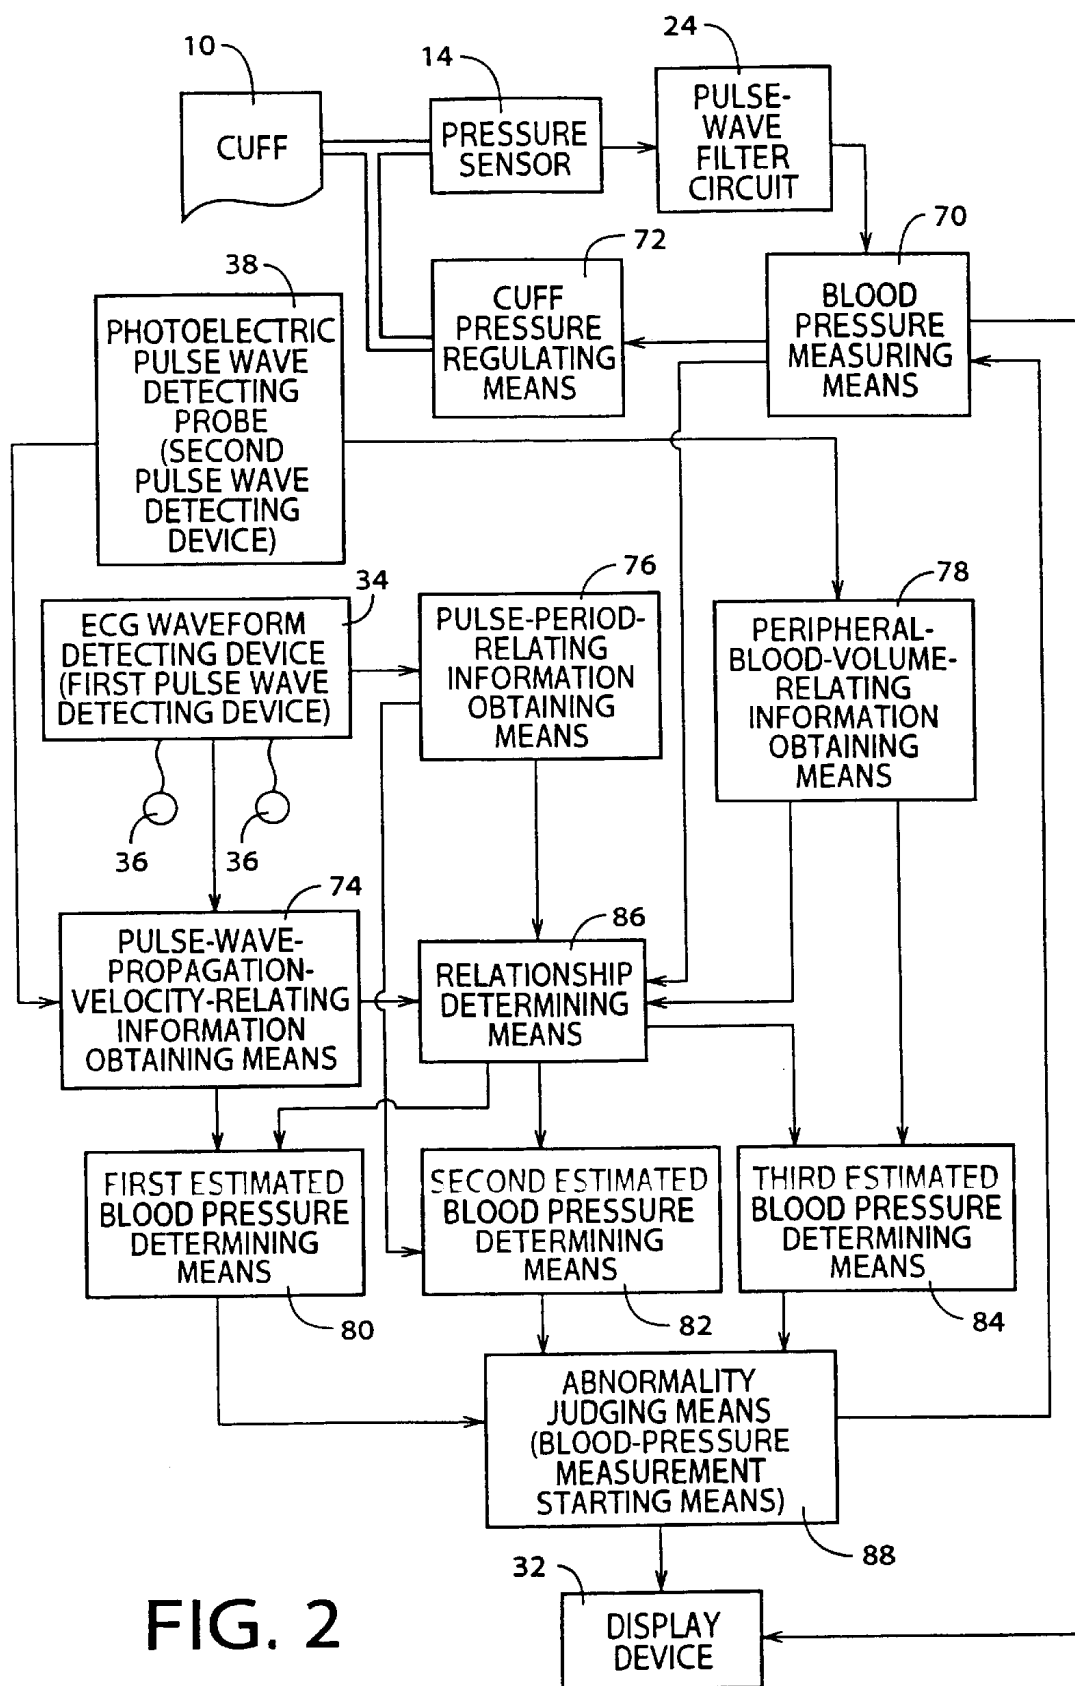 10
CUFF
14
PRESSURE
SENSOR
24
PULSE-
WAVE
FILTER
CIRCUIT
70
BLOOD
PRESSURE
MEASURING
MEANS
72
CUFF
PRESSURE
REGULATING
MEANS
38
PHOTOELECTRIC
PULSE WAVE
DETECTING
PROBE
(SECOND
PULSE WAVE
DETECTING
DEVICE)
34
ECG WAVEFORM
DETECTING DEVICE
(FIRST PULSE WAVE
DETECTING DEVICE)
36
36
76
PULSE-PERIOD-
RELATING
INFORMATION
OBTAINING
MEANS
78
PERIPHERAL-
BLOOD-VOLUME-
RELATING
INFORMATION
OBTAINING
MEANS
74
PULSE-WAVE-
PROPAGATION-
VELOCITY-RELATING
INFORMATION
OBTAINING MEANS
86
RELATIONSHIP
DETERMINING
MEANS
FIRST ESTIMATED
BLOOD PRESSURE
DETERMINING
MEANS
80
SECOND ESTIMATED
BLOOD PRESSURE
DETERMINING
MEANS
82
THIRD ESTIMATED
BLOOD PRESSURE
DETERMINING
MEANS
84
ABNORMALITY
JUDGING MEANS
(BLOOD-PRESSURE
MEASUREMENT
STARTING MEANS)
88
32
DISPLAY
DEVICE
FIG. 2